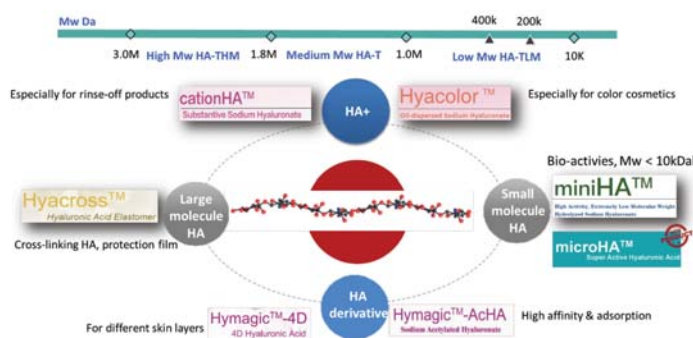 Mw Da
400k 200k
3.0M High Mw HA-THM 1.8M Medium Mw HA-T 1.0M Low Mw HA-TLM 10K
Especially for rinse-off products
cationHA™
Substantive Sodium Hyaluronate
HA+
Hyacolor™
Oil-dispersed Sodium Hyaluronate
Especially for color cosmetics
Bio-activies, Mw < 10kDal
Hyacross™
Hyaluronic Acid Elastomer
Large
molecule
HA
Small
molecule
HA
miniHA™
High Activity, Extremely Low Molecular Weight
Hydrolyzed Sodium Hyaluronate
Cross-linking HA, protection film
microHA™
Super Active Hyaluronic Acid
HA
derivative
For different skin layers
Hymagic™-4D
4D Hyaluronic Acid
Hymagic™-AcHA
Sodium Acetylated Hyaluronate
High affinity & adsorption